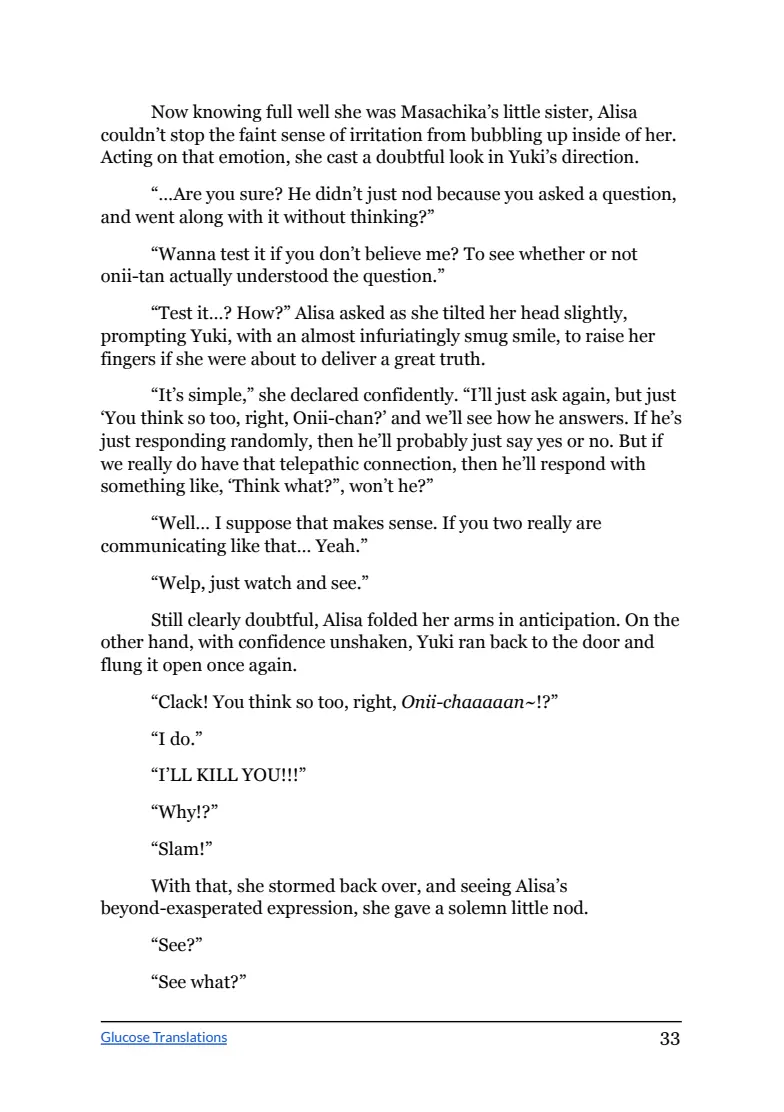 Now knowing full well she was Masachika’s little sister, Alisa
couldn’t stop the faint sense of irritation from bubbling up inside of her.
Acting on that emotion, she cast a doubtful look in Yuki’s direction.
“…Are you sure? He didn’t just nod because you asked a question,
and went along with it without thinking?”
“Wanna test it if you don’t believe me? To see whether or not
onii-tan actually understood the question.”
“Test it…? How?” Alisa asked as she tilted her head slightly,
prompting Yuki, with an almost infuriatingly smug smile, to raise her
fingers if she were about to deliver a great truth.
“It’s simple,” she declared confidently. “I’ll just ask again, but just
‘You think so too, right, Onii-chan?’ and we’ll see how he answers. If he’s
just responding randomly, then he’ll probably just say yes or no. But if
we really do have that telepathic connection, then he’ll respond with
something like, ‘Think what?”, won’t he?”
“Well… I suppose that makes sense. If you two really are
communicating like that… Yeah.”
“Welp, just watch and see.”
Still clearly doubtful, Alisa folded her arms in anticipation. On the
other hand, with confidence unshaken, Yuki ran back to the door and
flung it open once again.
“Clack! You think so too, right, Onii-chaaaaan~!?”
“I do.”
“I’LL KILL YOU!!!”
“Why!?”
“Slam!”
With that, she stormed back over, and seeing Alisa’s
beyond-exasperated expression, she gave a solemn little nod.
“See?”
“See what?”
Glucose Translations
33